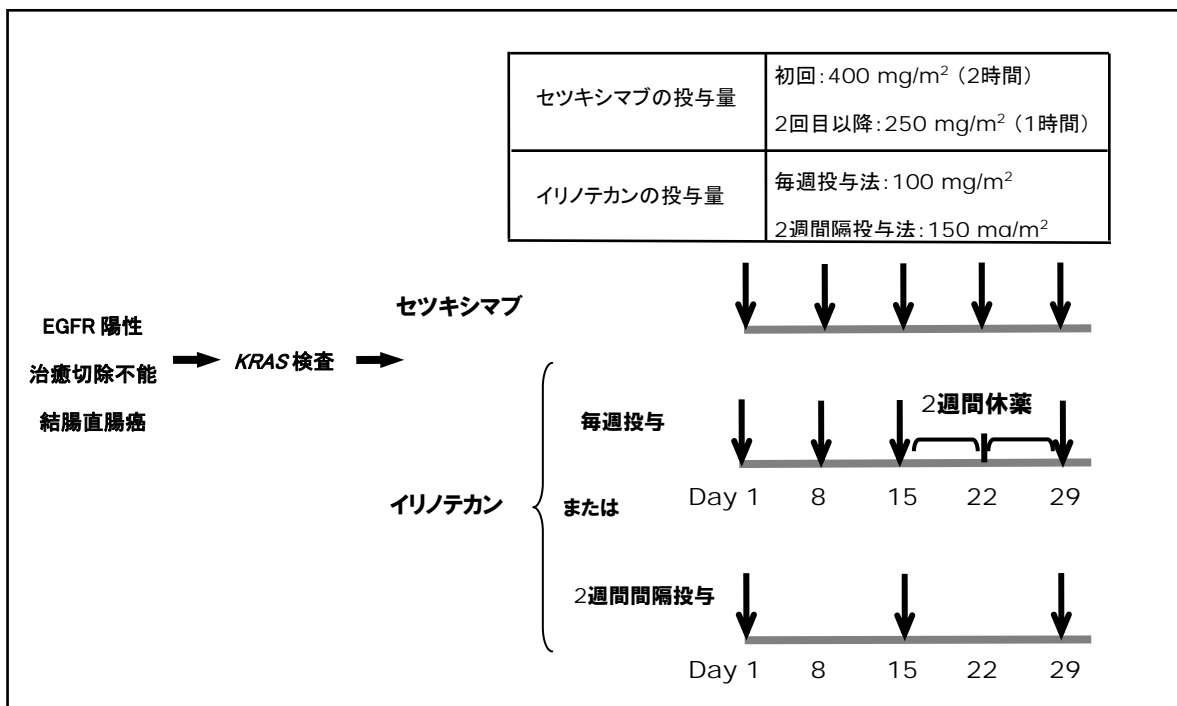 セツキシマブの投与量
初回:400 mg/m²（2時間）
2回目以降:250 mg/m²（1時間）
イリノテカンの投与量
毎週投与法:100 mg/m²
2週間隔投与法:150 mg/m²
セツキシマブ
EGFR 陽性
治癒切除不能
結腸直腸癌
KRAS 検査
毎週投与
2週間休薬
Day 1 8 15 22 29
イリノテカン
または
2週間間隔投与
Day 1 8 15 22 29